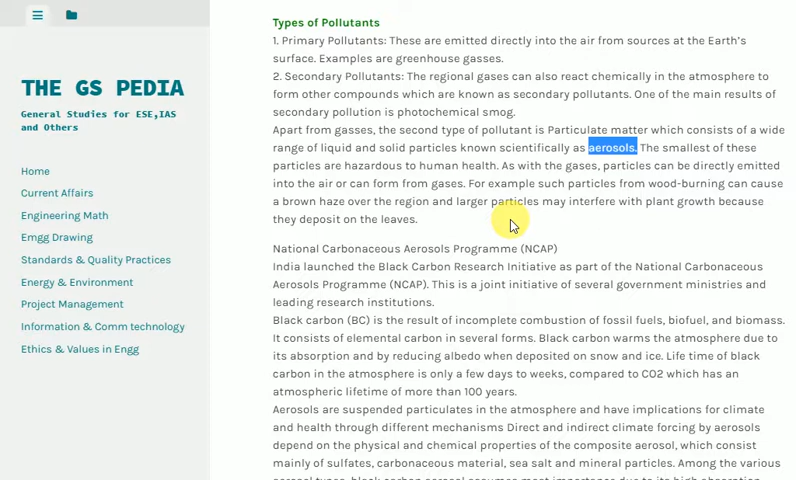 THE GS PEDIA
General Studies for ESE,IAS
and Others
Home
Current Affairs
Engineering Math
Emgg Drawing
Standards & Quality Practices
Energy & Environment
Project Management
Information & Comm technology
Ethics & Values in Engg
Types of Pollutants
1. Primary Pollutants: These are emitted directly into the air from sources at the Earth's
surface. Examples are greenhouse gasses.
2. Secondary Pollutants: The regional gases can also react chemically in the atmosphere to
form other compounds which are known as secondary pollutants. One of the main results of
secondary pollution is photochemical smog.
Apart from gasses, the second type of pollutant is Particulate matter which consists of a wide
range of liquid and solid particles known scientifically as aerosols. The smallest of these
particles are hazardous to human health. As with the gases, particles can be directly emitted
into the air or can form from gases. For example such particles from wood-burning can cause
a brown haze over the region and larger particles may interfere with plant growth because
they deposit on the leaves.
National Carbonaceous Aerosols Programme (NCAP)
India launched the Black Carbon Research Initiative as part of the National Carbonaceous
Aerosols Programme (NCAP). This is a joint initiative of several government ministries and
leading research institutions.
Black carbon (BC) is the result of incomplete combustion of fossil fuels, biofuel, and biomass.
It consists of elemental carbon in several forms. Black carbon warms the atmosphere due to
its absorption and by reducing albedo when deposited on snow and ice. Life time of black
carbon in the atmosphere is only a few days to weeks, compared to CO2 which has an
atmospheric lifetime of more than 100 years.
Aerosols are suspended particulates in the atmosphere and have implications for climate
and health through different mechanisms Direct and indirect climate forcing by aerosols
depend on the physical and chemical properties of the composite aerosol, which consist
mainly of sulfates, carbonaceous material, sea salt and mineral particles. Among the various